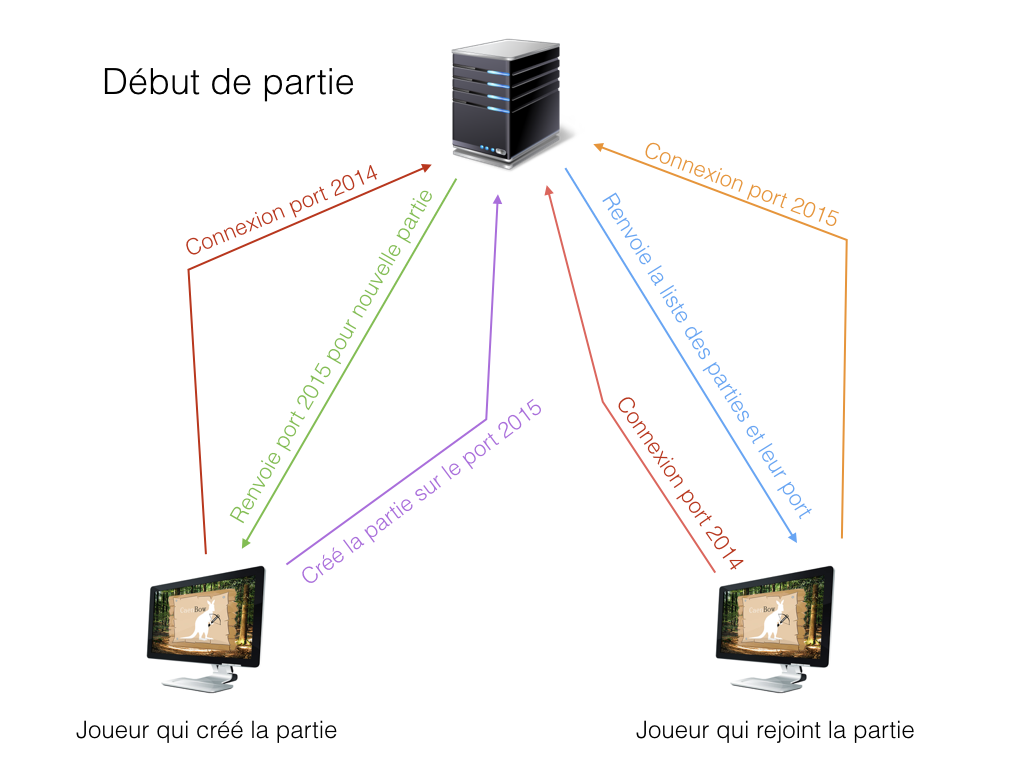 Début de partie
Connexion port 2014
Renvoie port 2015 pour nouvelle partie
Créé la partie sur le port 2015
Connexion port 2014
Renvoie la liste des parties et leur port
Connexion port 2015
Joueur qui créé la partie
Joueur qui rejoint la partie